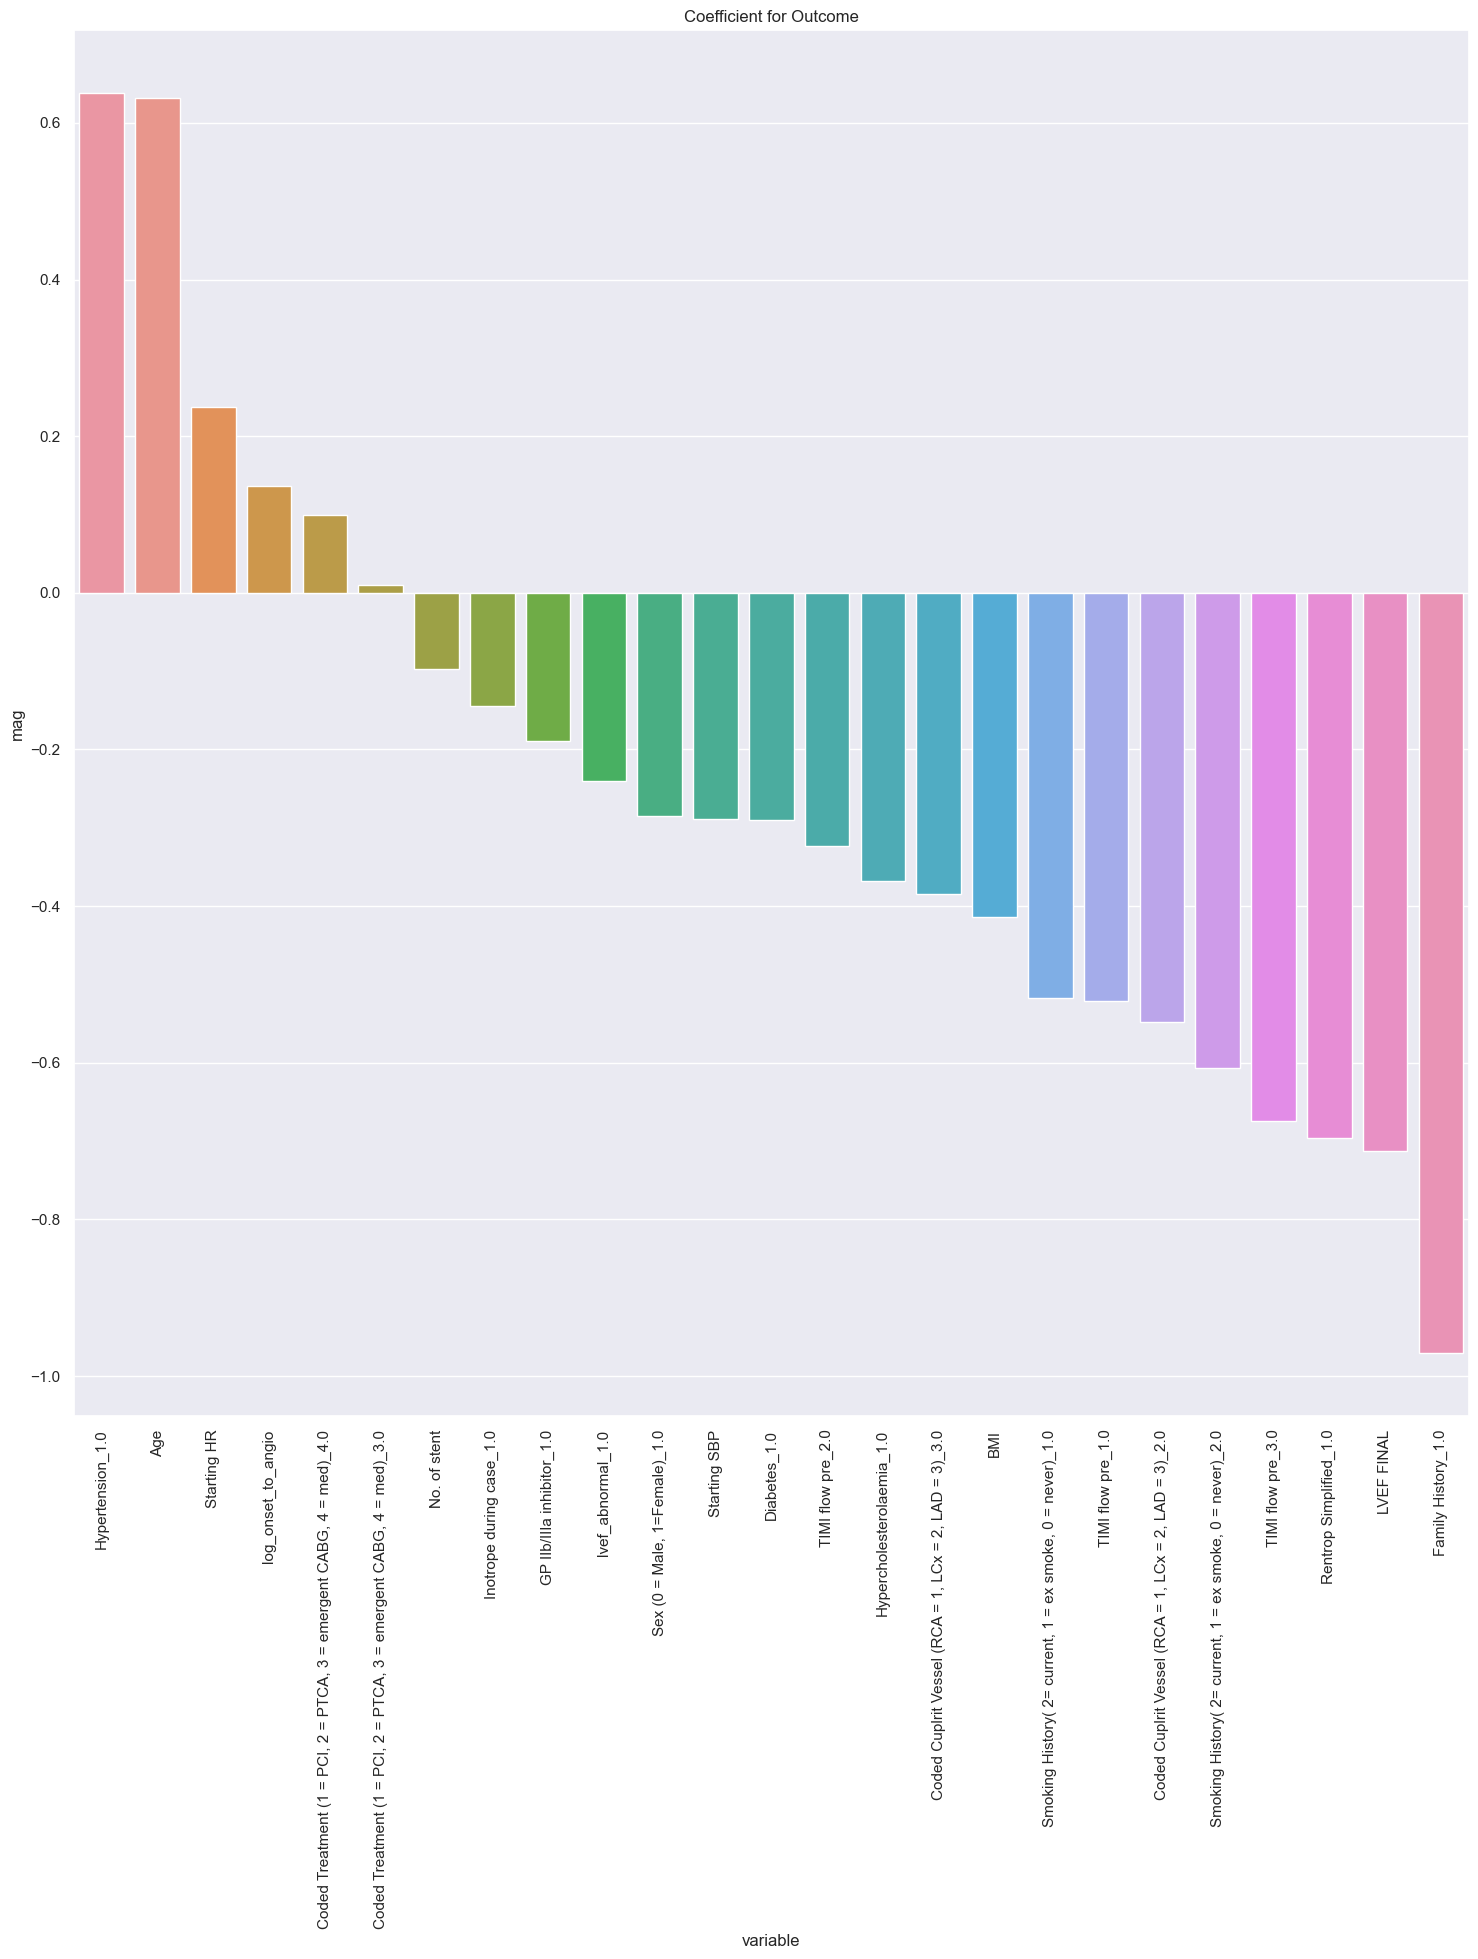 Coefficient for Outcome
0.6
0.4
0.2
0.0
−0.2
−0.4
−0.6
−0.8
−1.0
mag
Hypertension_1.0
Age
Starting HR
log_onset_to_angio
Coded Treatment (1 = PCI, 2 = PTCA, 3 = emergent CABG, 4 = med)_4.0
Coded Treatment (1 = PCI, 2 = PTCA, 3 = emergent CABG, 4 = med)_3.0
No. of stent
Inotrope during case_1.0
GP IIb/IIIa inhibitor_1.0
lvef_abnormal_1.0
Sex (0 = Male, 1=Female)_1.0
Starting SBP
Diabetes_1.0
TIMI flow pre_2.0
Hypercholesterolaemia_1.0
Coded Cuplrit Vessel (RCA = 1, LCx = 2, LAD = 3)_3.0
BMI
Smoking History( 2= current, 1 = ex smoke, 0 = never)_1.0
TIMI flow pre_1.0
Coded Cuplrit Vessel (RCA = 1, LCx = 2, LAD = 3)_2.0
Smoking History( 2= current, 1 = ex smoke, 0 = never)_2.0
TIMI flow pre_3.0
Rentrop Simplified_1.0
LVEF FINAL
Family History_1.0
variable